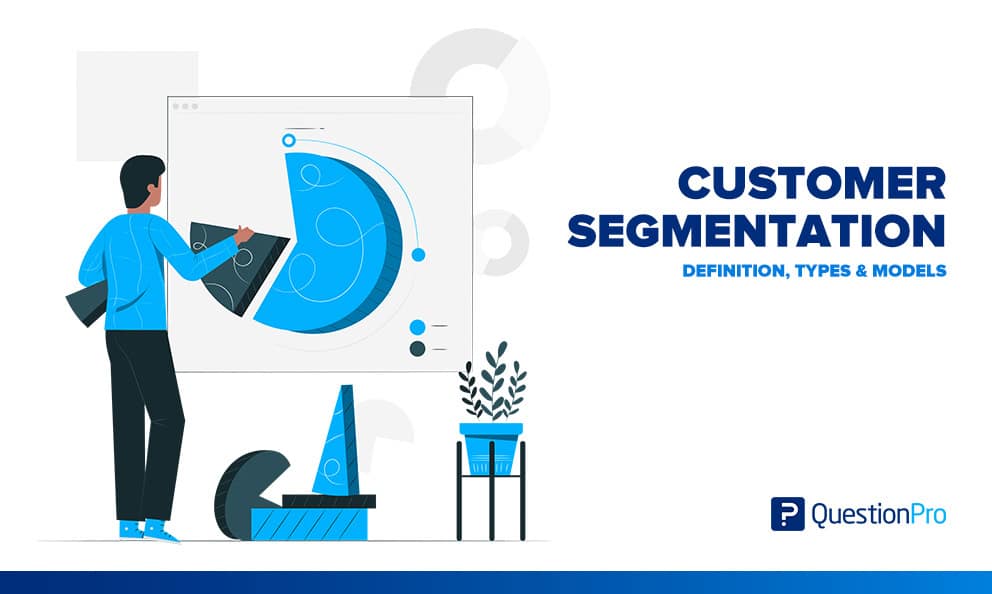 CUSTOMER
SEGMENTATION
DEFINITION, TYPES & MODELS
QuestionPro